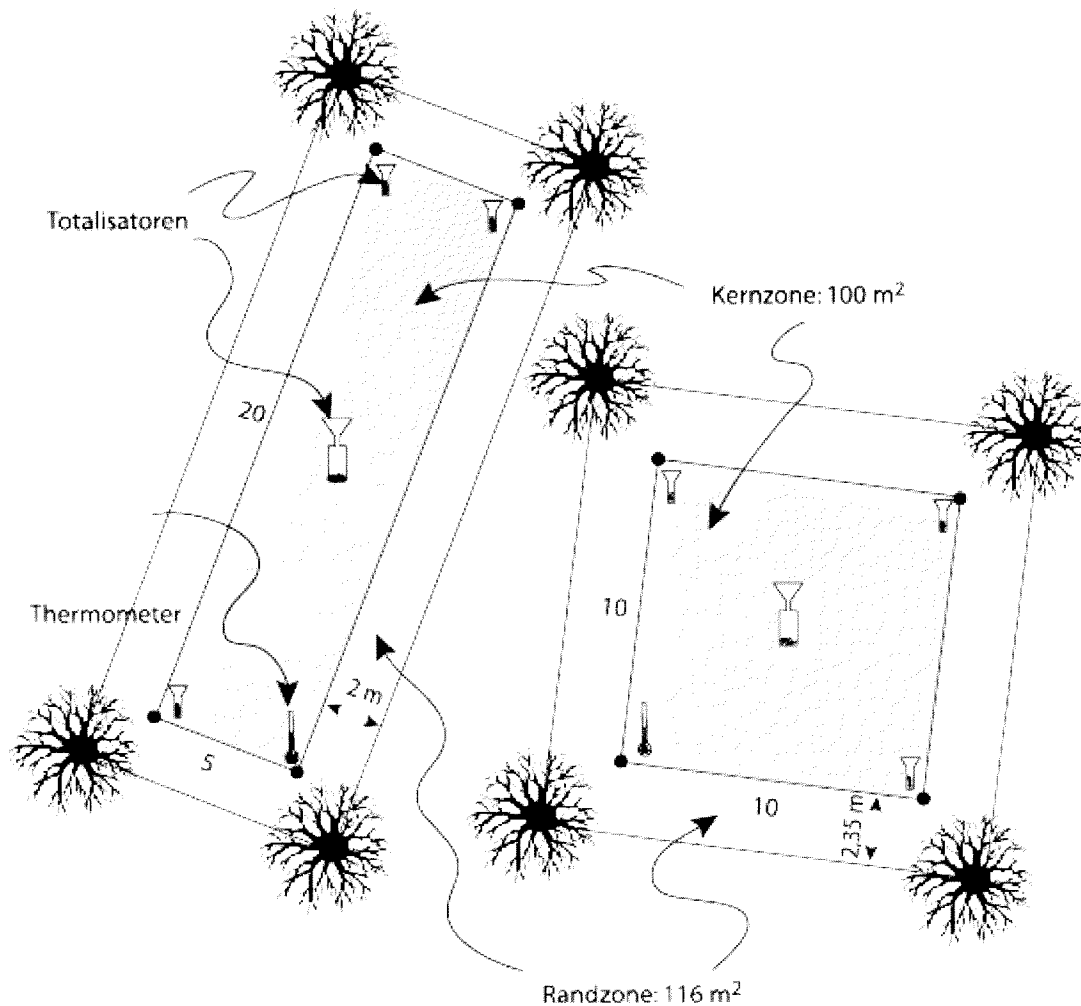 Totalisatoren
Kernzone: 100 m²
20
10
Thermometer
2 m
5
10
2,35 m
Randzone: 116 m²